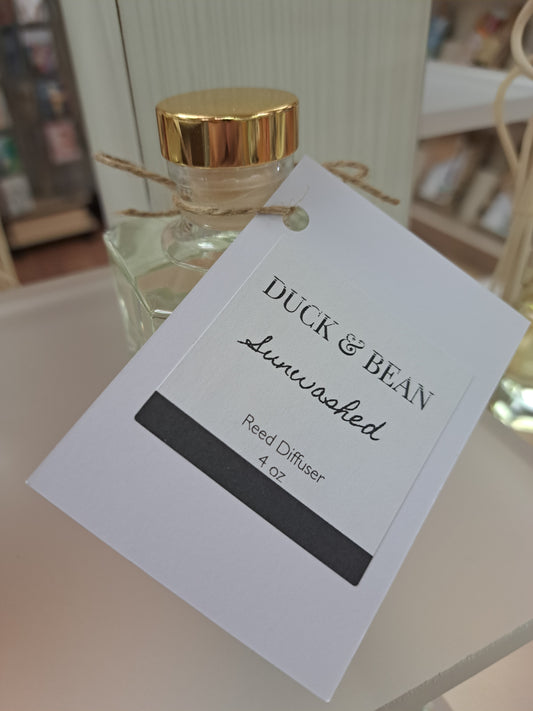 DUCK & BEAN
Sunwashed
Reed Diffuser
4 oz